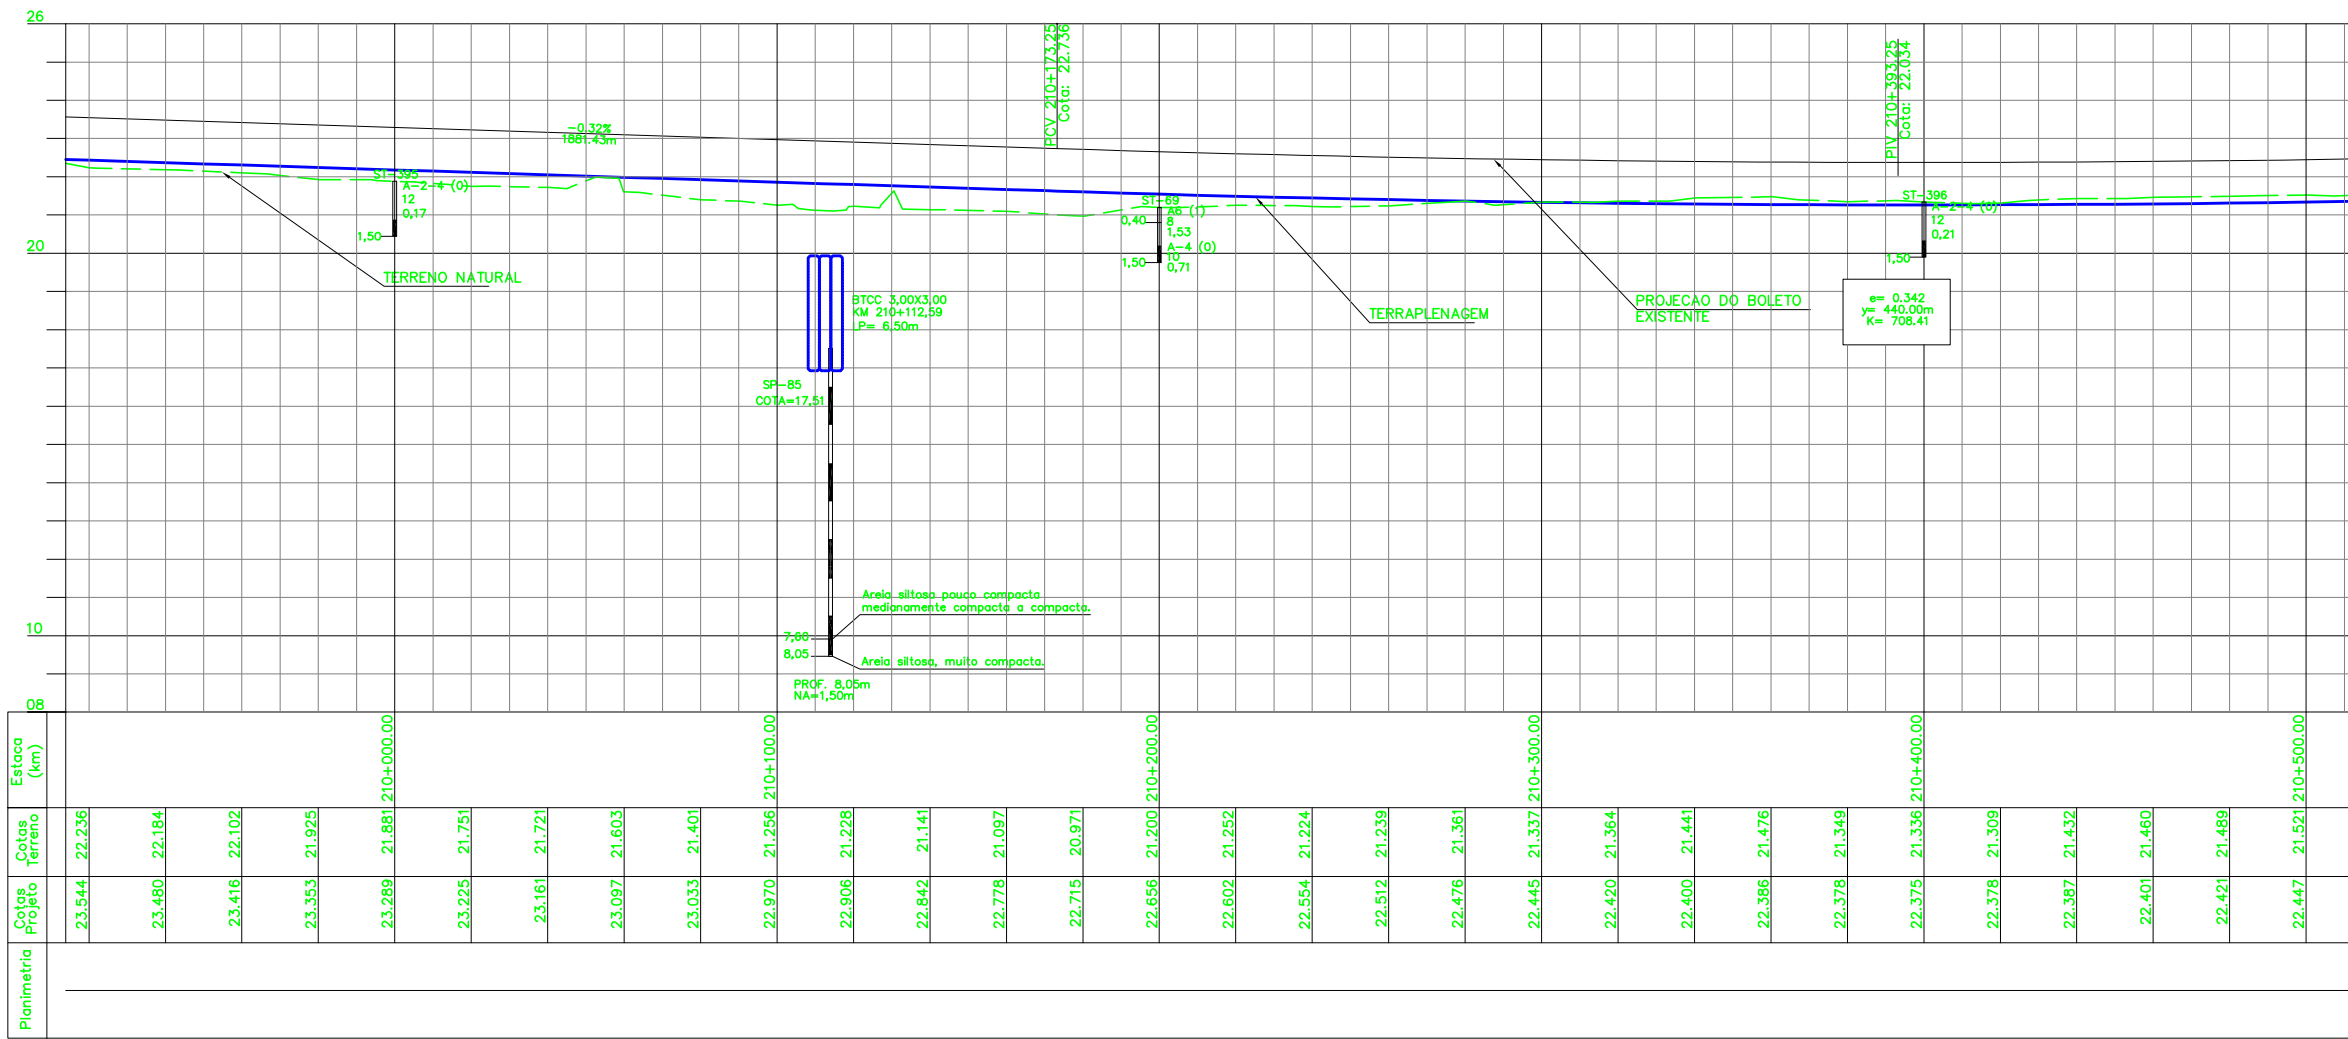 26
20
10
08
PCV 210+173.25
Cota: 22.736
PIV 210+393.25
Cota: 22.034
-0.32%
1881.43m
ST-395
A-2-4 (0)
12
0,17
1,50
TERRENO NATURAL
ST-69
A6 (1)
0,40
8
1,53
A-4 (0)
10
1,50
0,71
ST-396
A-2-4 (0)
12
0,21
1,50
BTCC 3,00X3,00
KM 210+112,59
P= 6,50m
TERRAPLENAGEM
PROJECAO DO BOLETO
EXISTENTE
e= 0.342
y= 440.00m
K= 708.41
SP-85
COTA=17,51
Areia siltosa pouco compacta
medianamente compacta a compacta.
7,60
8,05
Areia siltosa, muito compacta.
PROF. 8,05m
NA=1,50m
Estaca
(km)
210+000.00
210+100.00
210+200.00
210+300.00
210+400.00
210+500.00
Cotas
Terreno
22.236
22.184
22.102
21.925
21.881
21.751
21.721
21.603
21.401
21.256
21.228
21.141
21.097
20.971
21.200
21.252
21.224
21.239
21.361
21.337
21.364
21.441
21.476
21.349
21.336
21.309
21.432
21.460
21.489
21.521
Cotas
Projeto
23.544
23.480
23.416
23.353
23.289
23.225
23.161
23.097
23.033
22.970
22.906
22.842
22.778
22.715
22.656
22.602
22.554
22.512
22.476
22.445
22.420
22.400
22.386
22.378
22.375
22.378
22.387
22.401
22.421
22.447
Planimetria